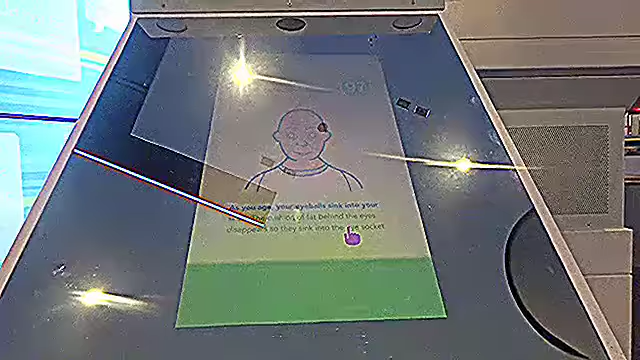 97
As you age, your eyeballs sink into your
of fat behind the eyes
disappears so they sink into the eye socket